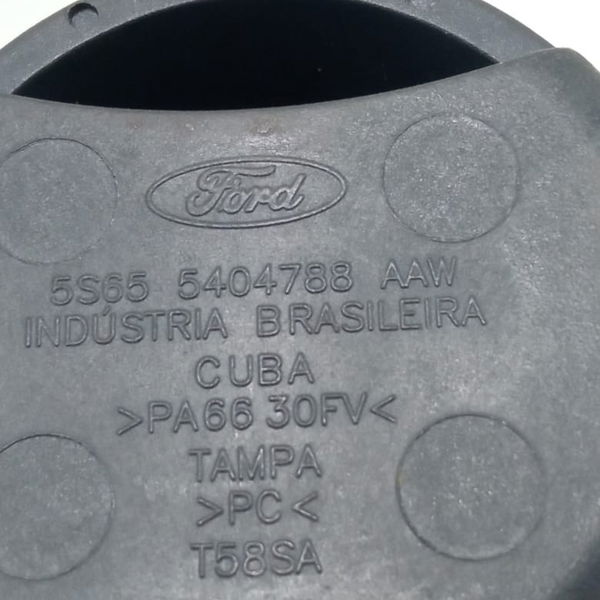 Ford
5S65 5404788 AAW
INDÚSTRIA BRASILEIRA
CUBA
>PA66 30FV<
TAMPA
>PC<
T58SA